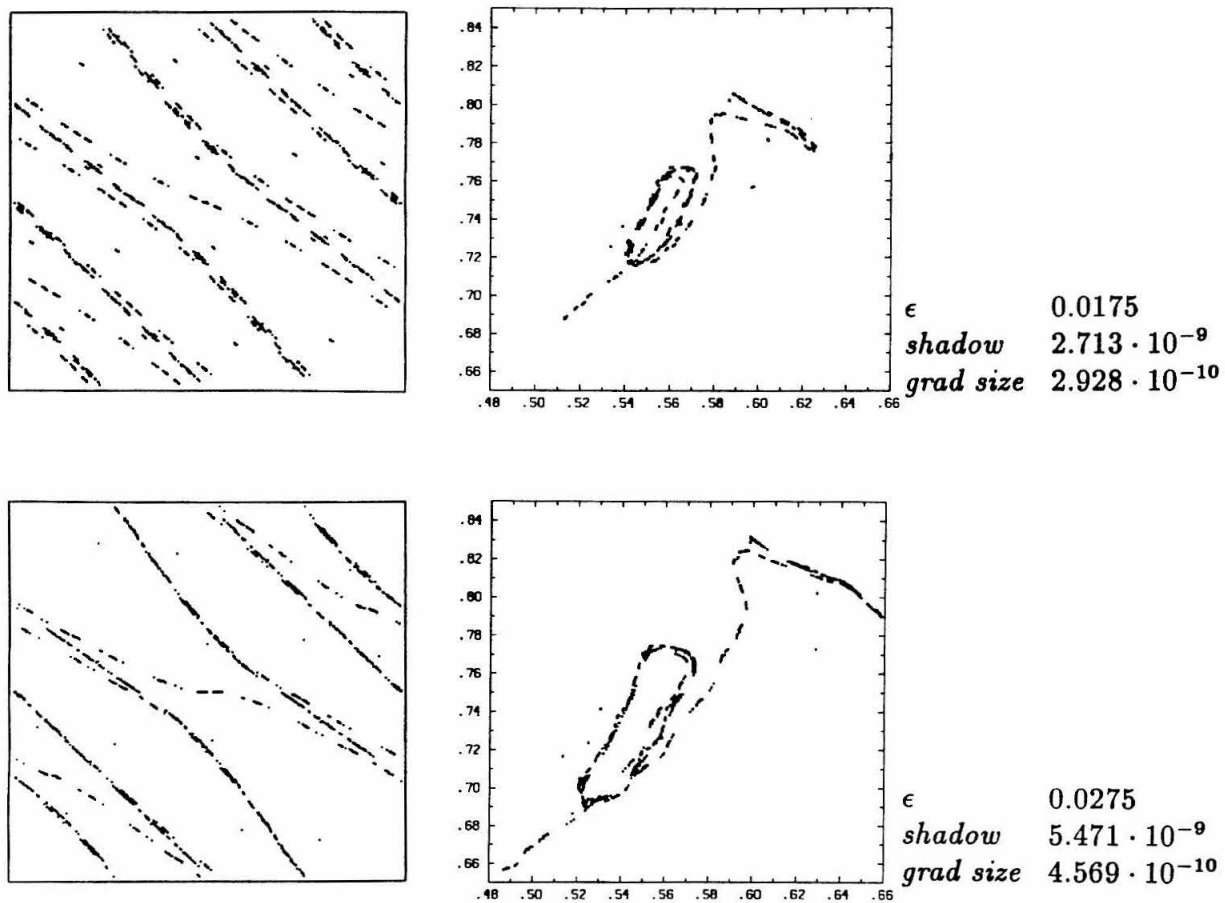 .84
.82
.80
.78
.76
.74
.72
.70
.68
.66
.48 .50 .52 .54 .56 .58 .60 .62 .64 .66
ϵ 0.0175
shadow 2.713 · 10⁻⁹
grad size 2.928 · 10⁻¹⁰
.84
.82
.80
.78
.76
.74
.72
.70
.68
.66
.48 .50 .52 .54 .56 .58 .60 .62 .64 .66
ϵ 0.0275
shadow 5.471 · 10⁻⁹
grad size 4.569 · 10⁻¹⁰